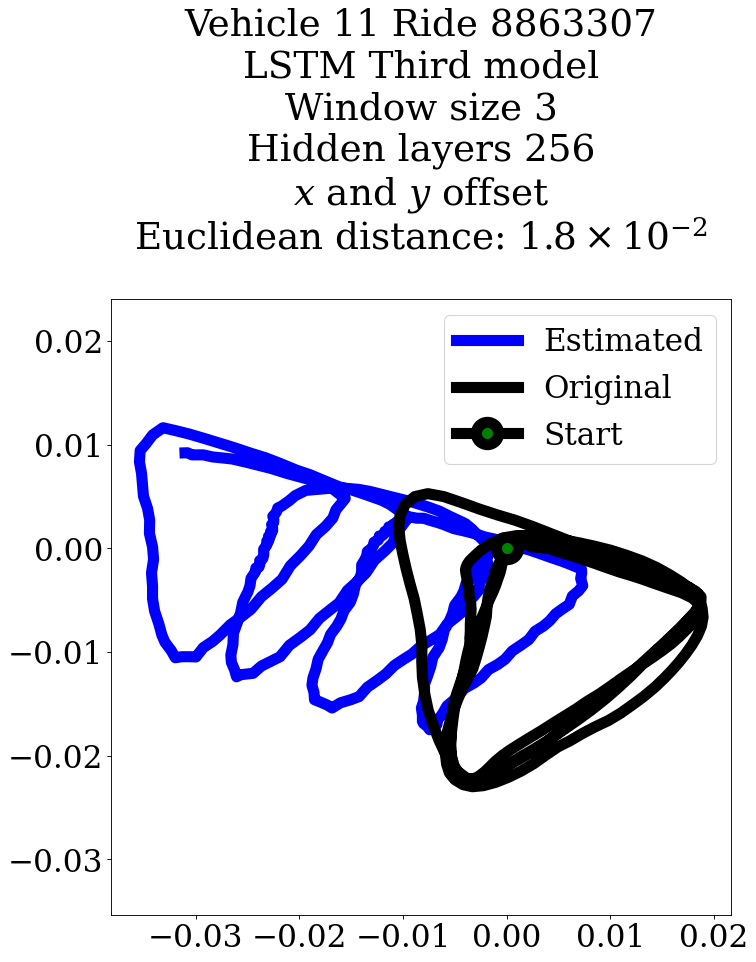 Vehicle 11 Ride 8863307
LSTM Third model
Window size 3
Hidden layers 256
x and y offset
Euclidean distance: 1.8 × 10⁻²
Estimated
Original
Start
0.02
0.01
0.00
−0.01
−0.02
−0.03
−0.03 −0.02 −0.01 0.00 0.01 0.02